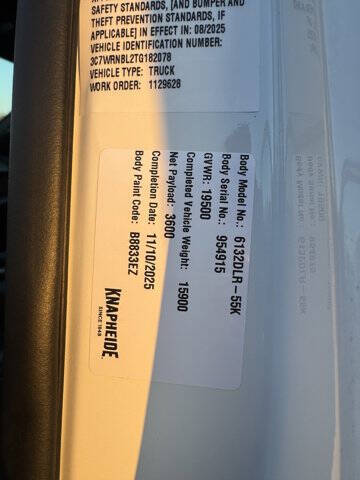 SAFETY STANDARDS, [AND BUMPER AND
THEFT PREVENTION STANDARDS, IF
APPLICABLE] IN EFFECT IN: 08/2025
VEHICLE IDENTIFICATION NUMBER:
3C7WRNBL2TG182078
VEHICLE TYPE: TRUCK
WORK ORDER: 1129628
Body Model No.: 6132DLR-55K
Body Serial No.: 954915
GVWR: 19500
Completed Vehicle Weight: 15900
Net Payload: 3600
Completion Date: 11/10/2025
Body Paint Code: B8833EZ
KNAPHEIDE
SINCE 1848